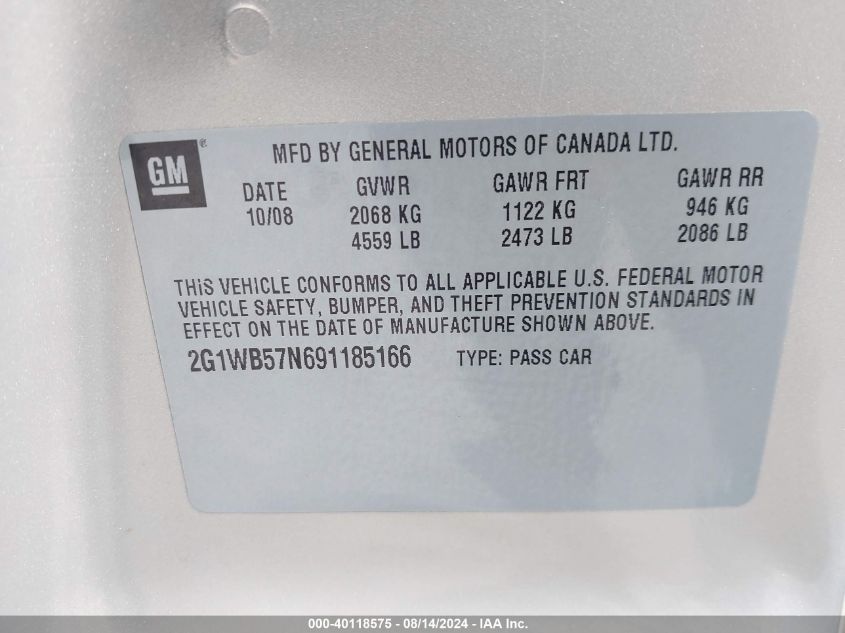 GM ®
MFD BY GENERAL MOTORS OF CANADA LTD.
DATE GVWR GAWR FRT GAWR RR
10/08 2068 KG 1122 KG 946 KG
4559 LB 2473 LB 2086 LB
THIS VEHICLE CONFORMS TO ALL APPLICABLE U.S. FEDERAL MOTOR
VEHICLE SAFETY, BUMPER, AND THEFT PREVENTION STANDARDS IN
EFFECT ON THE DATE OF MANUFACTURE SHOWN ABOVE.
2G1WB57N691185166 TYPE: PASS CAR
000-40118575 - 08/14/2024 - IAA Inc.